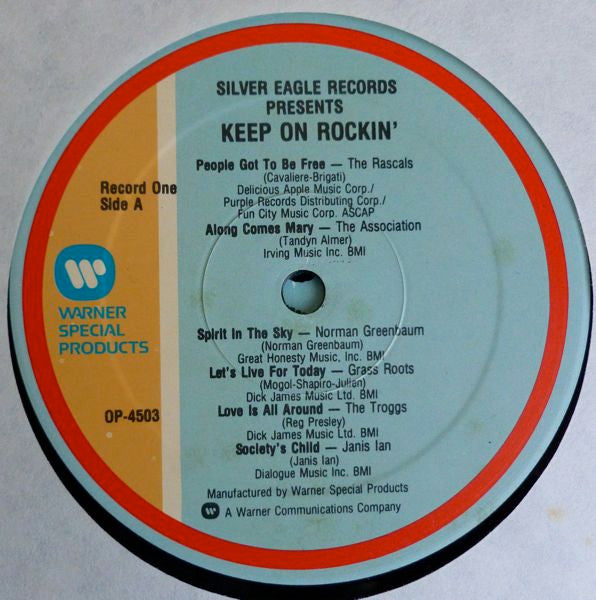 SILVER EAGLE RECORDS
PRESENTS
KEEP ON ROCKIN'
Record One
Side A
People Got To Be Free — The Rascals
(Cavaliere-Brigati)
Delicious Apple Music Corp./
Purple Records Distributing Corp./
Fun City Music Corp. ASCAP
Along Comes Mary — The Association
(Tandyn Almer)
Irving Music Inc. BMI
W
WARNER
SPECIAL
PRODUCTS
OP-4503
Spirit In The Sky — Norman Greenbaum
(Norman Greenbaum)
Great Honesty Music, Inc. BMI
Let's Live For Today — Grass Roots
(Mogol-Shapiro-Julian)
Dick James Music Ltd. BMI
Love Is All Around — The Troggs
(Reg Presley)
Dick James Music Ltd. BMI
Society's Child — Janis Ian
(Janis Ian)
Dialogue Music Inc. BMI
Manufactured by Warner Special Products
W A Warner Communications Company